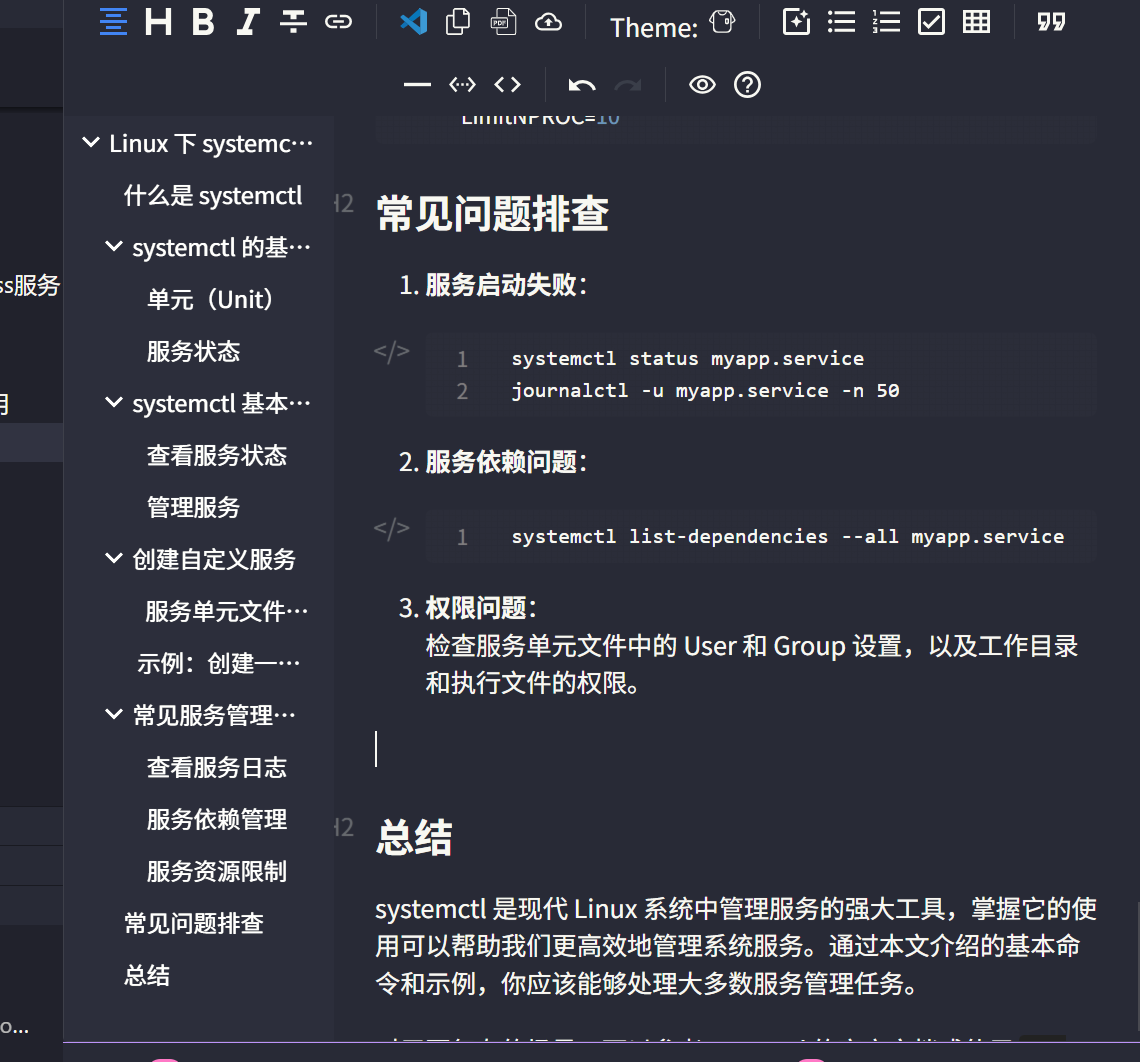 Theme:
LimitNPROC=10
Linux 下 systemc…
什么是 systemctl
systemctl 的基…
单元（Unit）
服务状态
systemctl 基本…
查看服务状态
管理服务
创建自定义服务
服务单元文件…
示例：创建一…
常见服务管理…
查看服务日志
服务依赖管理
服务资源限制
常见问题排查
总结
ss服务
o...
H2
常见问题排查
1. 服务启动失败：
</>
1 systemctl status myapp.service
2 journalctl -u myapp.service -n 50
2. 服务依赖问题：
</>
1 systemctl list-dependencies --all myapp.service
3. 权限问题：
检查服务单元文件中的 User 和 Group 设置，以及工作目录
和执行文件的权限。
H2
总结
systemctl 是现代 Linux 系统中管理服务的强大工具，掌握它的使
用可以帮助我们更高效地管理系统服务。通过本文介绍的基本命
令和示例，你应该能够处理大多数服务管理任务。